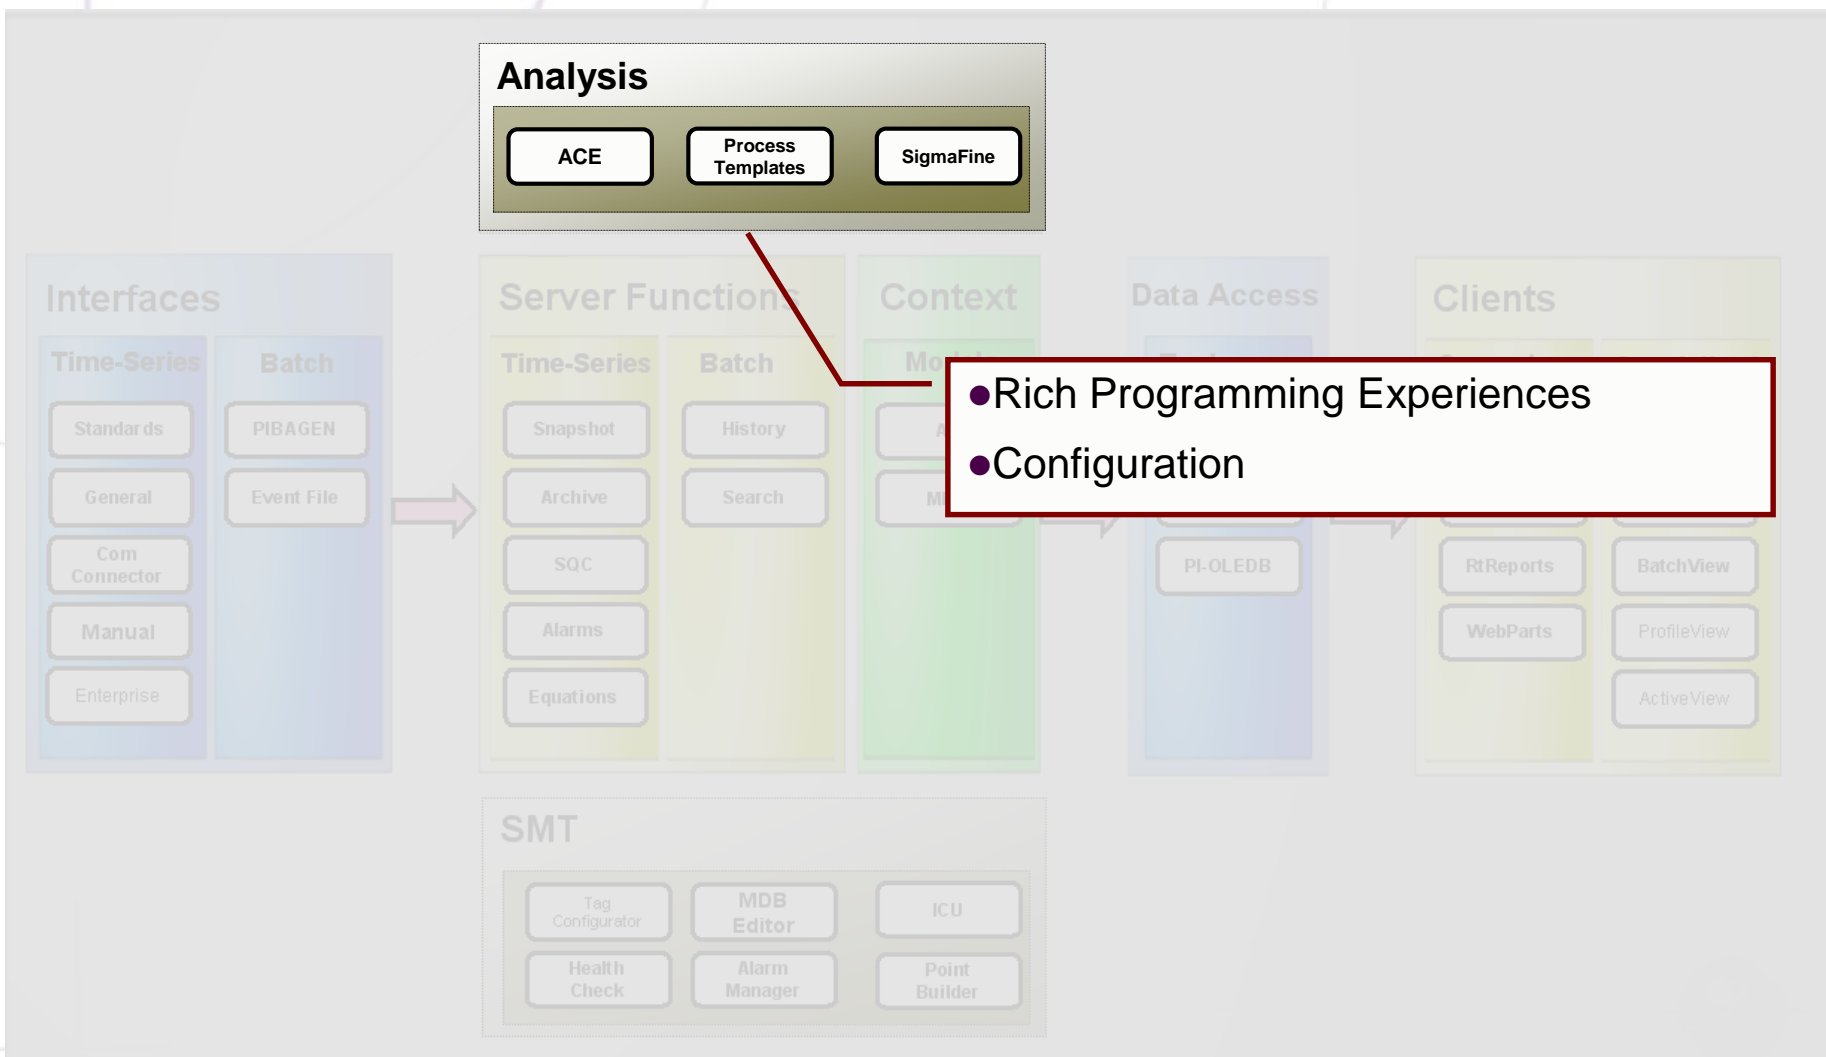 Analysis
ACE
Process
Templates
SigmaFine
Interfaces
Time-Series
Batch
Standards
PIBAGEN
General
Event File
Com
Connector
Manual
Enterprise
Server Functions
Time-Series
Batch
Snapshot
History
Archive
Search
SQC
Alarms
Equations
Context
Data Access
PI-OLEDB
Clients
RtReports
BatchView
WebParts
ProfileView
ActiveView
●Rich Programming Experiences
●Configuration
SMT
Tag
Configurator
MDB
Editor
ICU
Health
Check
Alarm
Manager
Point
Builder